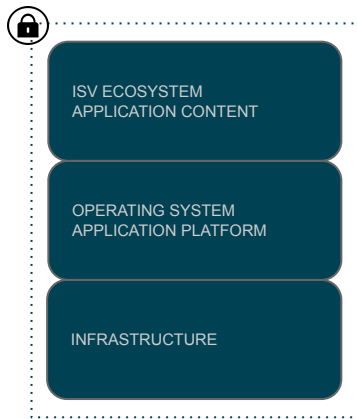 ISV ECOSYSTEM
APPLICATION CONTENT
OPERATING SYSTEM
APPLICATION PLATFORM
INFRASTRUCTURE